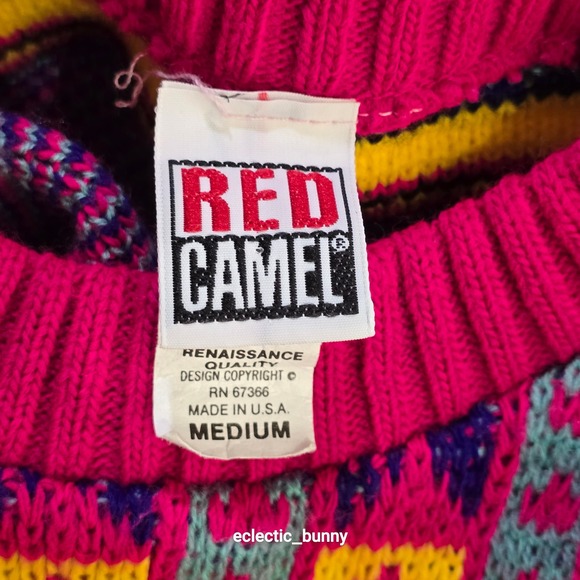 RED
CAMEL®
RENAISSANCE
QUALITY
DESIGN COPYRIGHT ©
RN 67366
MADE IN U.S.A.
MEDIUM
eclectic_bunny